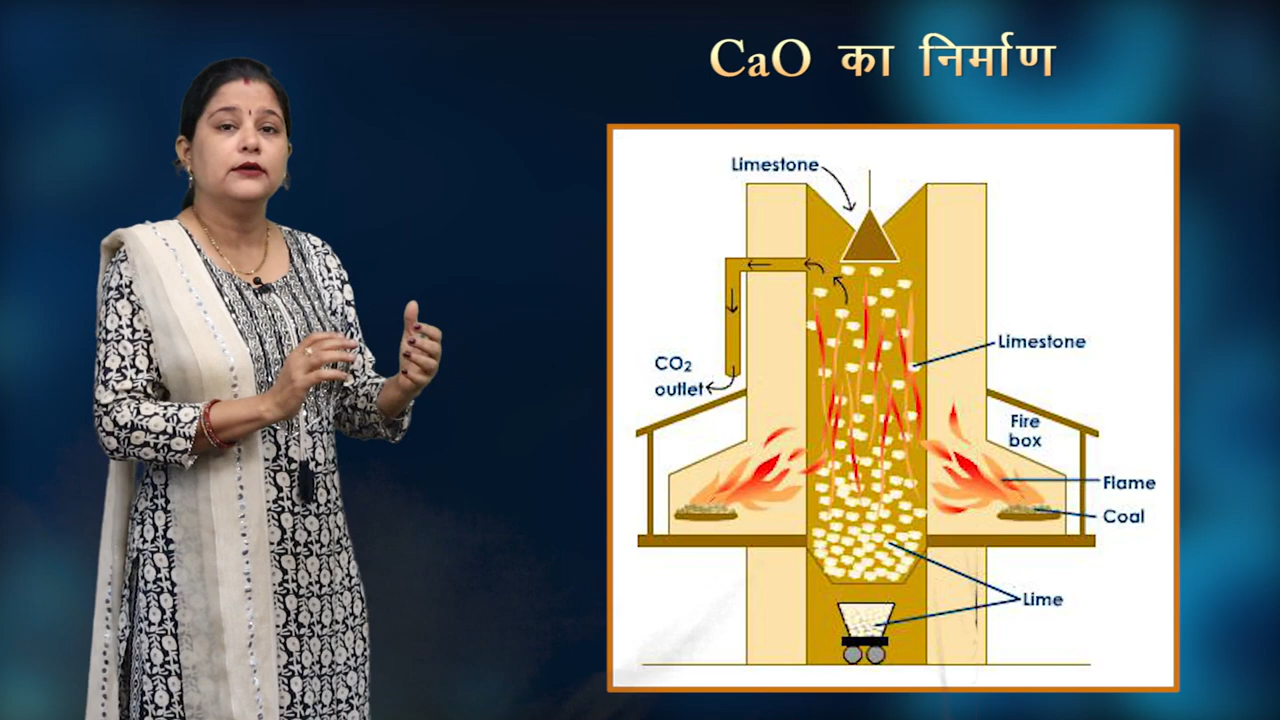 CaO का निर्माण
Limestone
Limestone
CO₂
outlet
Fire
box
Flame
Coal
Lime